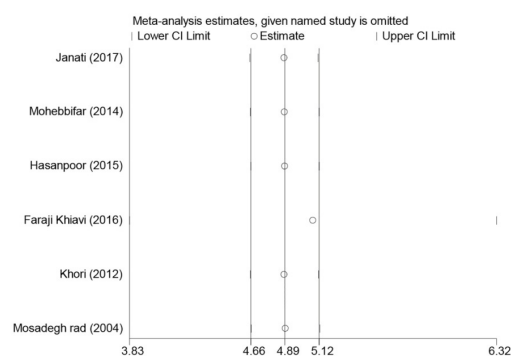 Meta-analysis estimates, given named study is omitted
Lower CI Limit Estimate Upper CI Limit
Janati (2017)
Mohebbifar (2014)
Hasanpoor (2015)
Faraji Khiavi (2016)
Khori (2012)
Mosadegh rad (2004)
3.83 4.66 4.89 5.12 6.32